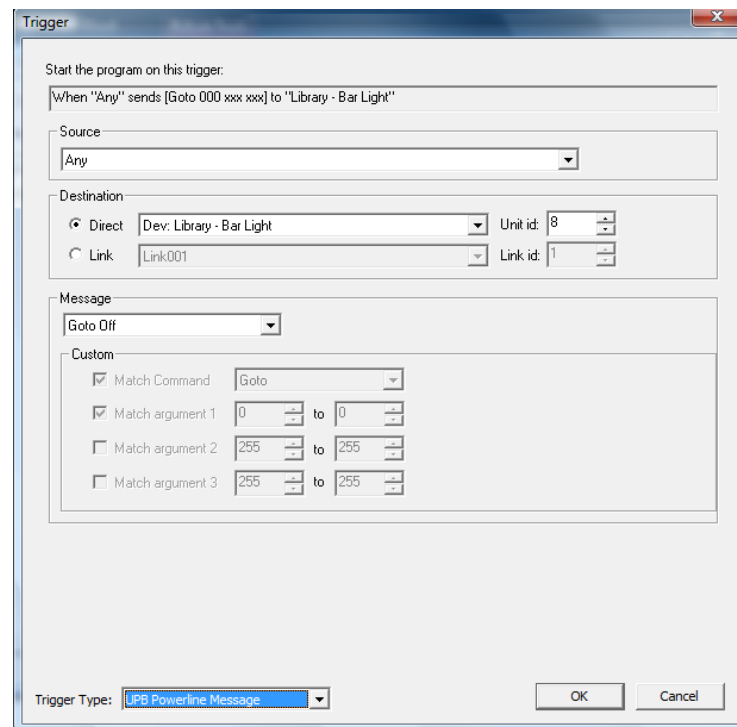 Trigger
X
Start the program on this trigger:
When "Any" sends [Goto 000 xxx xxx] to "Library - Bar Light"
Source
Any
Destination
Direct Dev: Library - Bar Light Unit id: 8
Link Link001 Link id: 1
Message
Goto Off
Custom
Match Command Goto
Match argument 1 0 to 0
Match argument 2 255 to 255
Match argument 3 255 to 255
Trigger Type: UPB Powerline Message OK Cancel